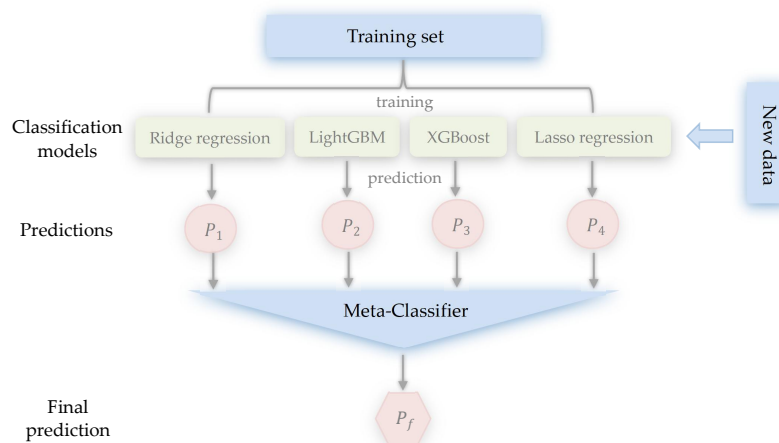 Training set
training
Classification
models
Ridge regression
LightGBM
XGBoost
Lasso regression
New data
prediction
Predictions
P1
P2
P3
P4
Meta-Classifier
Final
prediction
Pf